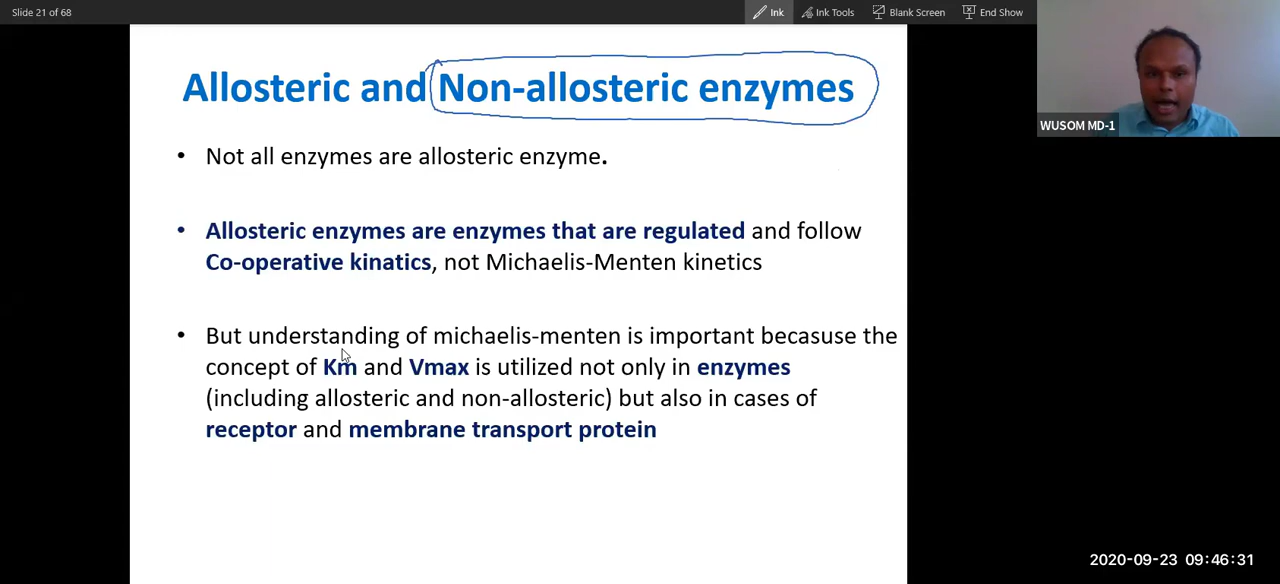 Slide 21 of 68
Ink
Ink Tools
Blank Screen
End Show
WUSOM MD-1
Allosteric and Non-allosteric enzymes
• Not all enzymes are allosteric enzyme.
• Allosteric enzymes are enzymes that are regulated and follow
Co-operative kinatics, not Michaelis-Menten kinetics
• But understanding of michaelis-menten is important becasuse the
concept of Km and Vmax is utilized not only in enzymes
(including allosteric and non-allosteric) but also in cases of
receptor and membrane transport protein
2020-09-23 09:46:31